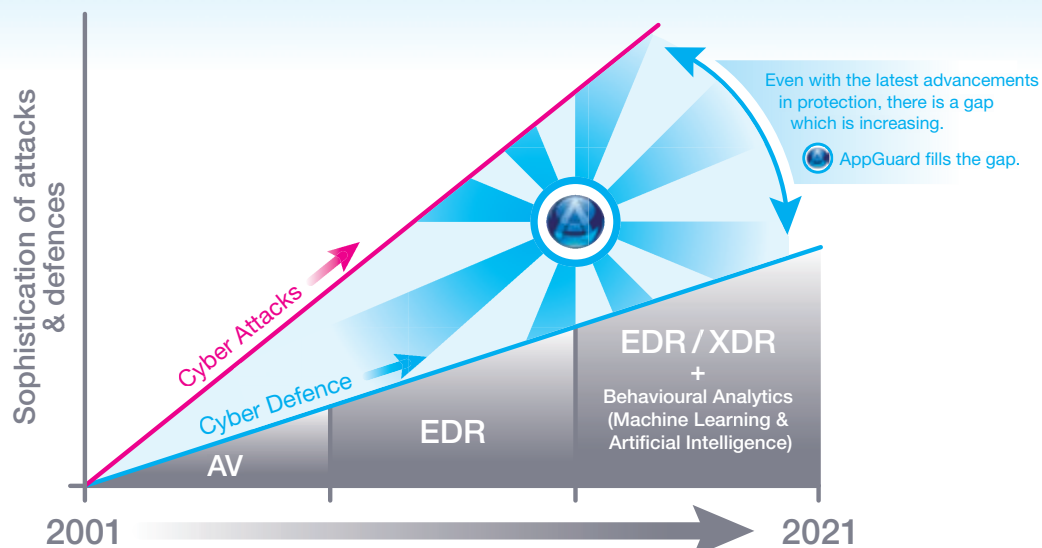 Sophistication of attacks
& defences
Even with the latest advancements
in protection, there is a gap
which is increasing.
AppGuard fills the gap.
Cyber Attacks
Cyber Defence
AV
EDR
EDR / XDR
+
Behavioural Analytics
(Machine Learning &
Artificial Intelligence)
2001
2021